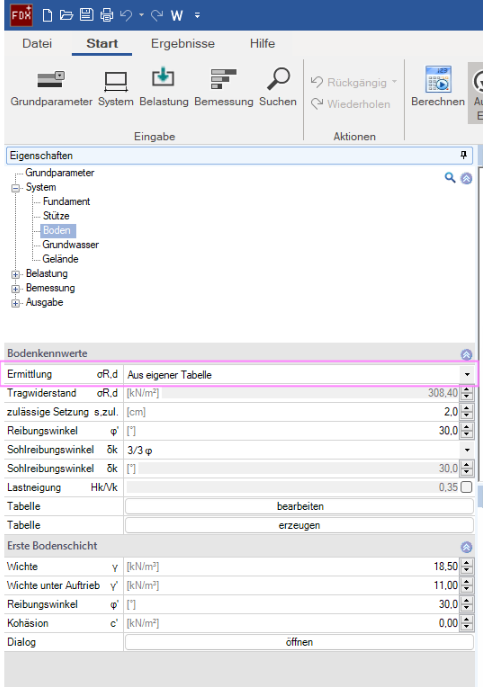 FDX+ W
Datei Start Ergebnisse Hilfe
Grundparameter System Belastung Bemessung Suchen Rückgängig Berechnen
Wiederholen
Eingabe Aktionen
Eigenschaften
Grundparameter
System
Fundament
Stütze
Boden
Grundwasser
Gelände
Belastung
Bemessung
Ausgabe
Bodenkennwerte
Ermittlung σR,d Aus eigener Tabelle
Tragwiderstand σR,d [kN/m²] 308,40
zulässige Setzung s,zul. [cm] 2,0
Reibungswinkel φ' [°] 30,0
Sohlreibungswinkel δk 3/3 φ
Sohlreibungswinkel δk [°] 30,0
Lastneigung Hk/Vk 0,35
Tabelle bearbeiten
Tabelle erzeugen
Erste Bodenschicht
Wichte γ [kN/m³] 18,50
Wichte unter Auftrieb γ' [kN/m³] 11,00
Reibungswinkel φ' [°] 30,0
Kohäsion c' [kN/m²] 0,00
Dialog öffnen